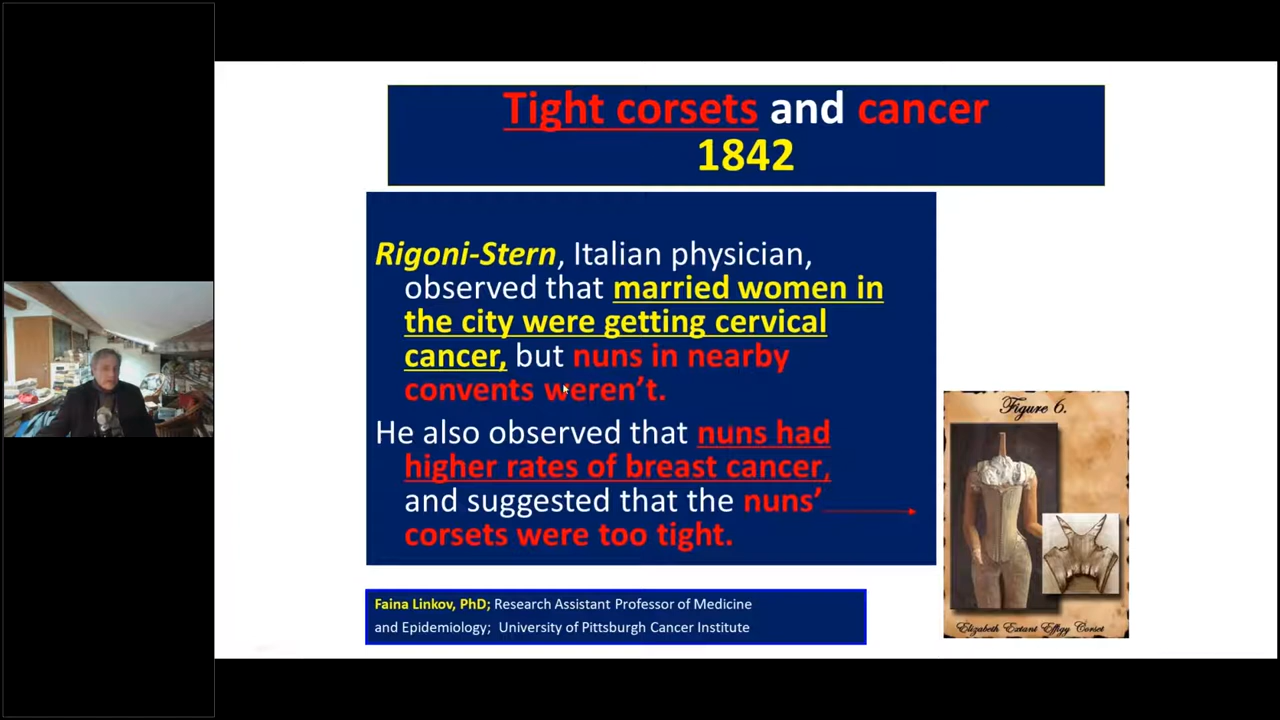 Tight corsets and cancer
1842
Rigoni-Stern, Italian physician,
observed that married women in
the city were getting cervical
cancer, but nuns in nearby
convents weren’t.
He also observed that nuns had
higher rates of breast cancer,
and suggested that the nuns’
corsets were too tight.
Figure 6.
Elizabeth Extant Effigy Corset
Faina Linkov, PhD; Research Assistant Professor of Medicine
and Epidemiology; University of Pittsburgh Cancer Institute